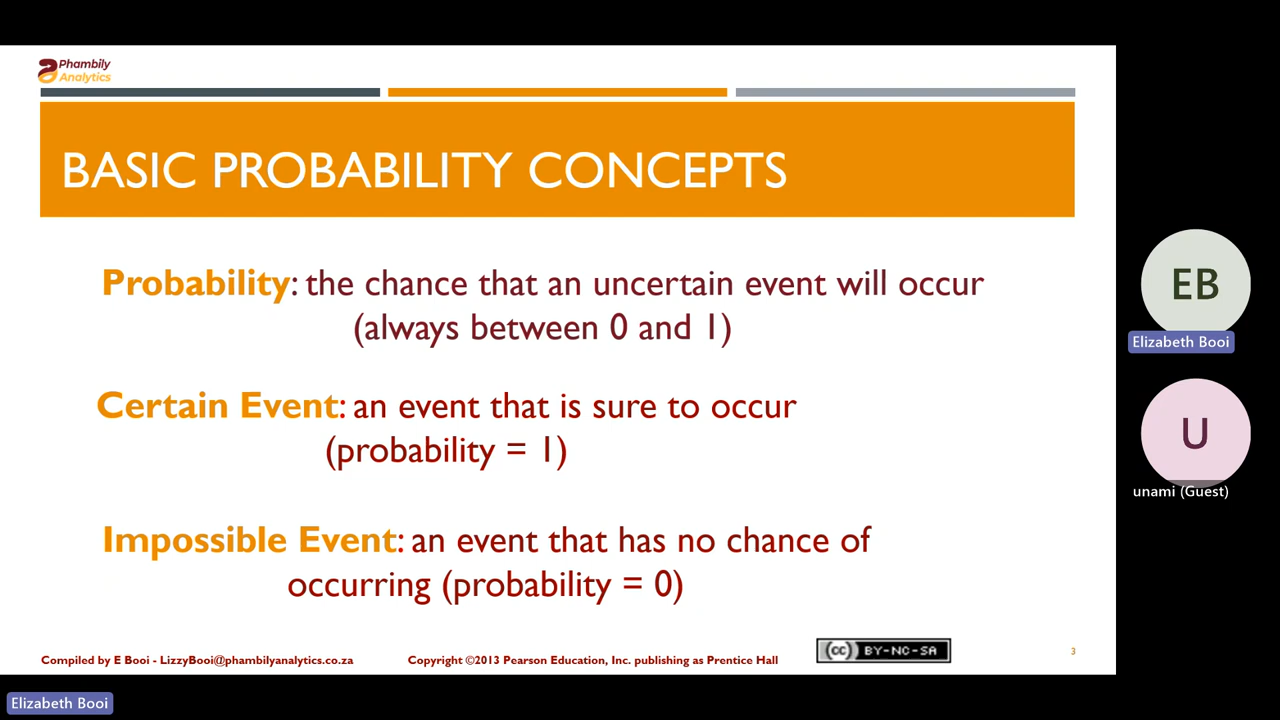 Phambily
Analytics
BASIC PROBABILITY CONCEPTS
Probability: the chance that an uncertain event will occur
(always between 0 and 1)
Certain Event: an event that is sure to occur
(probability = 1)
Impossible Event: an event that has no chance of
occurring (probability = 0)
Compiled by E Booi - LizzyBooi@phambilyanalytics.co.za
Copyright ©2013 Pearson Education, Inc. publishing as Prentice Hall
cc BY-NC-SA
3
EB
Elizabeth Booi
U
unami (Guest)
Elizabeth Booi